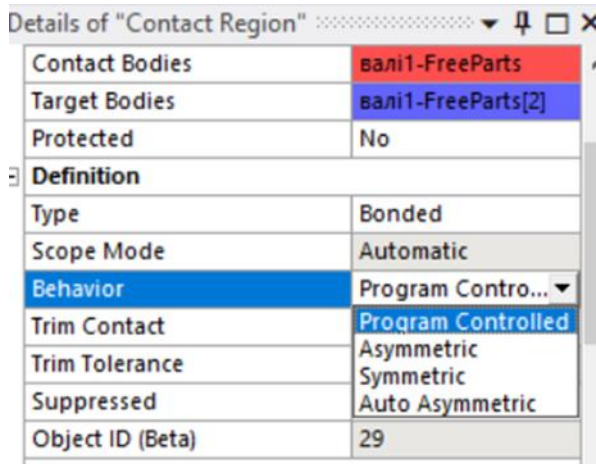 Details of "Contact Region"
Contact Bodies валі1-FreeParts
Target Bodies валі1-FreeParts[2]
Protected No
Definition
Type Bonded
Scope Mode Automatic
Behavior Program Contro...
Trim Contact Program Controlled
Asymmetric
Trim Tolerance
Symmetric
Suppressed Auto Asymmetric
Object ID (Beta) 29